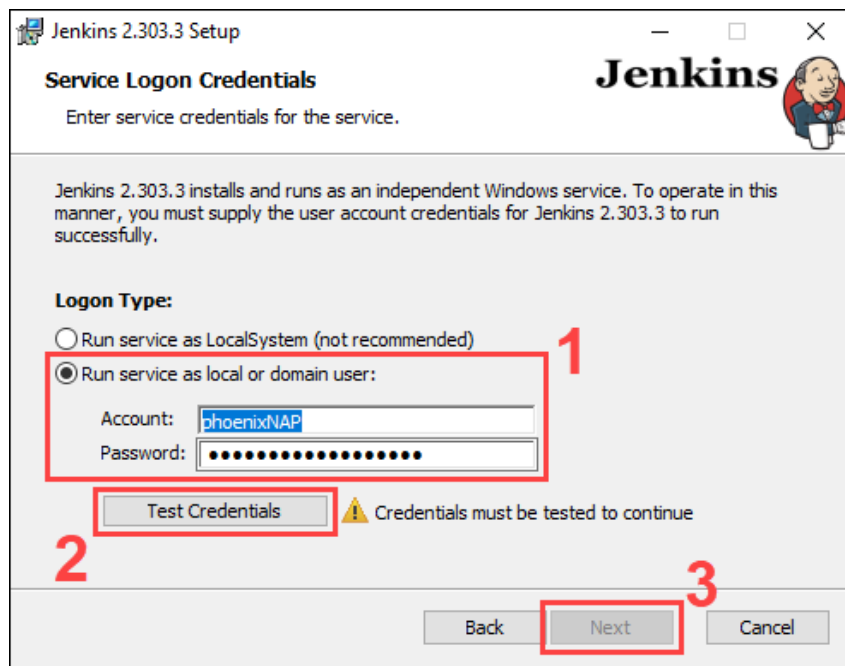 Jenkins 2.303.3 Setup
Service Logon Credentials
Jenkins
Enter service credentials for the service.
Jenkins 2.303.3 installs and runs as an independent Windows service. To operate in this
manner, you must supply the user account credentials for Jenkins 2.303.3 to run
successfully.
Logon Type:
Run service as LocalSystem (not recommended)
1
Run service as local or domain user:
Account: phoenixNAP
Password: ••••••••••••••••••
Test Credentials
Credentials must be tested to continue
2
3
Back
Next
Cancel